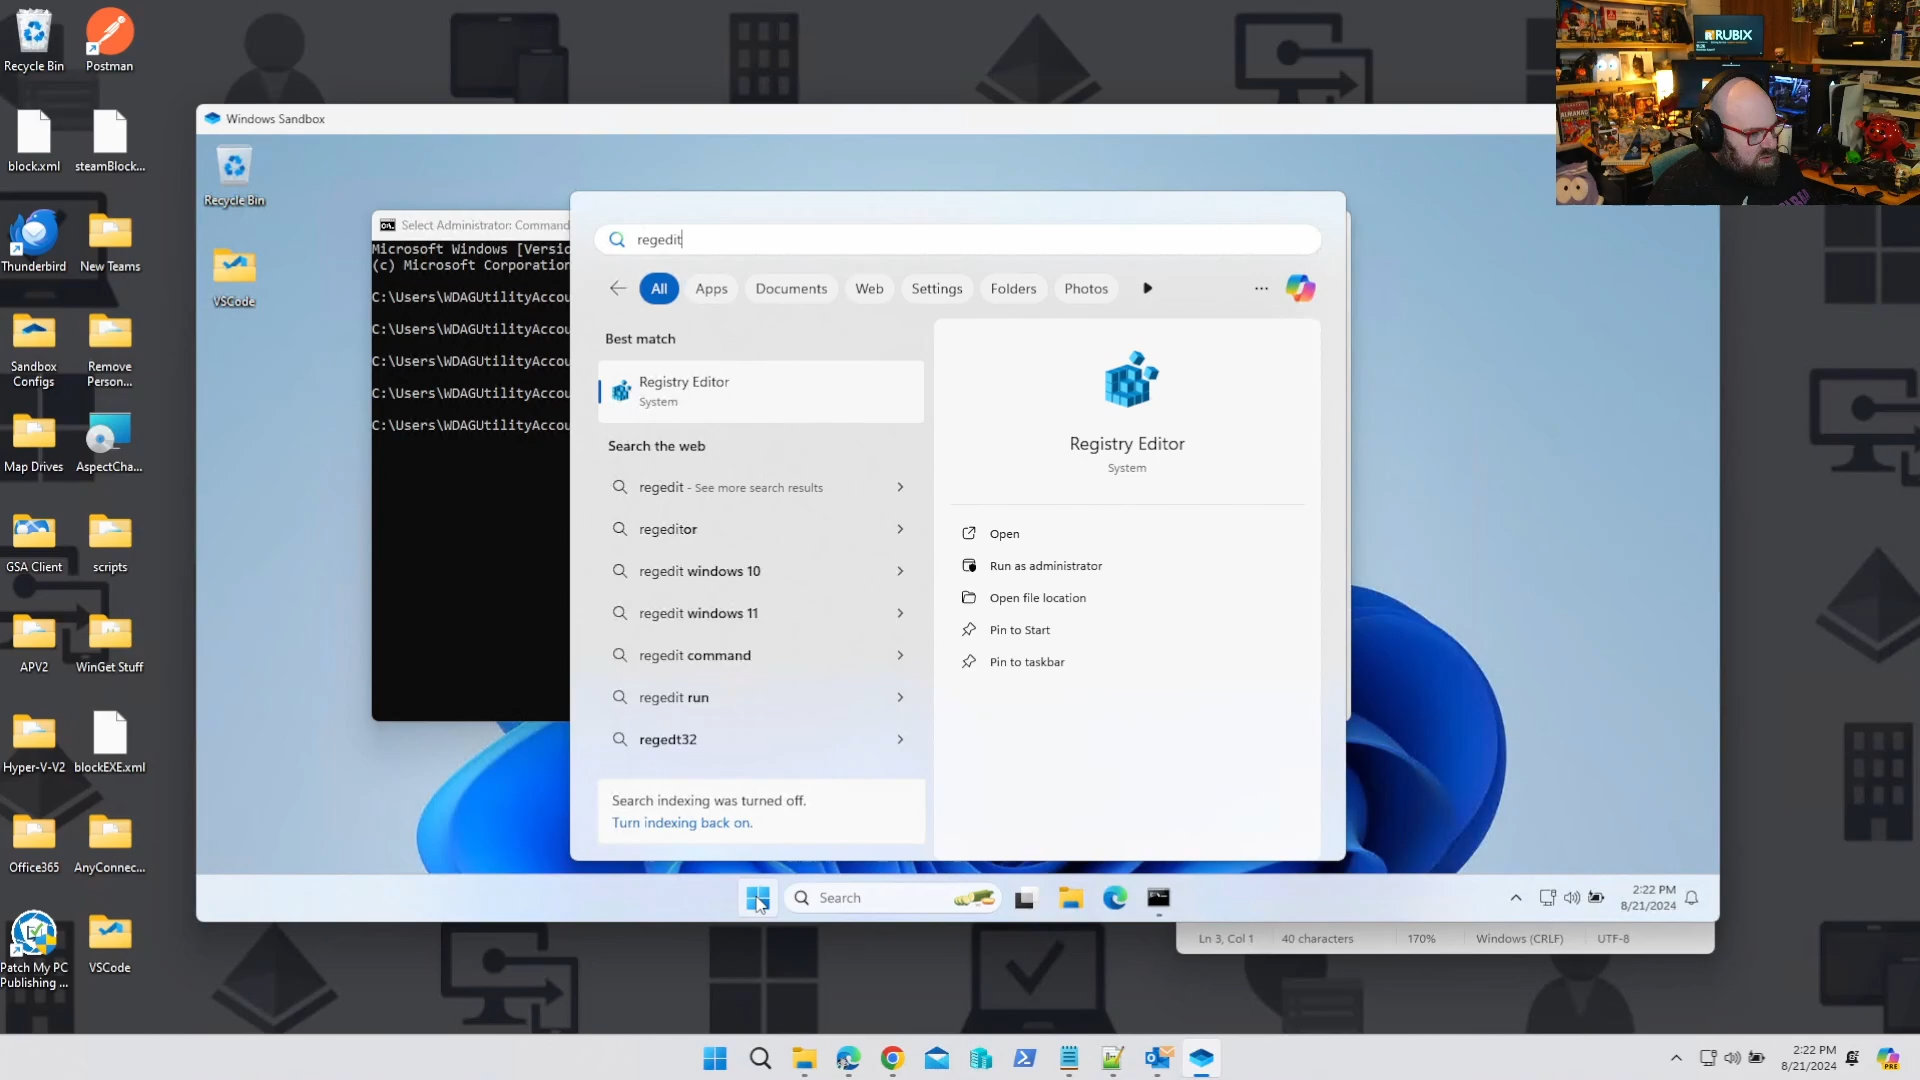 Recycle Bin
Postman
block.xml
steamBlock...
Thunderbird
New Teams
Sandbox
Configs
Remove
Person...
Map Drives
AspectCha...
GSA Client
scripts
APV2
WinGet Stuff
Hyper-V-V2
blockEXE.xml
Office365
AnyConnec...
Patch My PC
Publishing ...
VSCode
Windows Sandbox
Recycle Bin
VSCode
Select Administrator: Command
Microsoft Windows [Versic
(c) Microsoft Corporation
C:\Users\WDAGUtilityAccou
C:\Users\WDAGUtilityAccou
C:\Users\WDAGUtilityAccou
C:\Users\WDAGUtilityAccou
C:\Users\WDAGUtilityAccou
regedit
All
Apps
Documents
Web
Settings
Folders
Photos
Best match
Registry Editor
System
Search the web
regedit - See more search results
regeditor
regedit windows 10
regedit windows 11
regedit command
regedit run
regedt32
Search indexing was turned off.
Turn indexing back on.
Registry Editor
System
Open
Run as administrator
Open file location
Pin to Start
Pin to taskbar
Search
2:22 PM
8/21/2024
Ln 3, Col 1
40 characters
170%
Windows (CRLF)
UTF-8
2:22 PM
8/21/2024
PRE
RUBIX